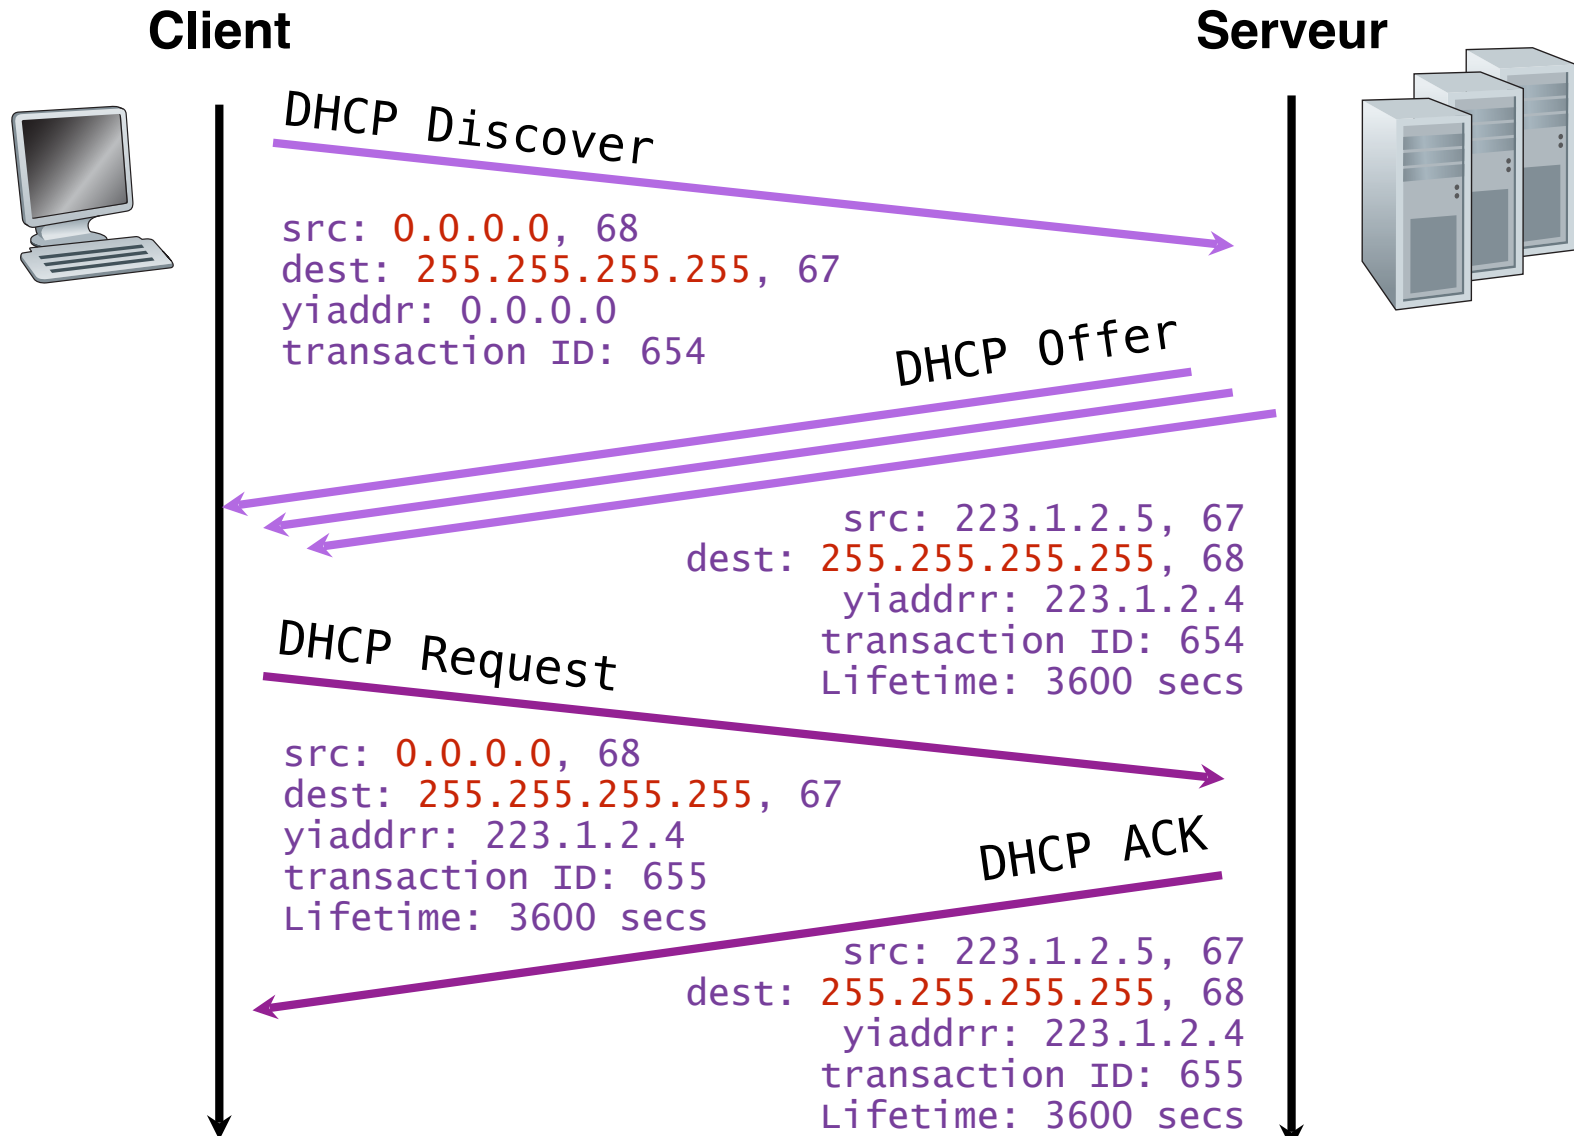 Client
Serveur
DHCP Discover
src: 0.0.0.0, 68
dest: 255.255.255.255, 67
yiaddr: 0.0.0.0
transaction ID: 654
DHCP Offer
src: 223.1.2.5, 67
dest: 255.255.255.255, 68
yiaddrr: 223.1.2.4
transaction ID: 654
Lifetime: 3600 secs
DHCP Request
src: 0.0.0.0, 68
dest: 255.255.255.255, 67
yiaddrr: 223.1.2.4
transaction ID: 655
Lifetime: 3600 secs
DHCP ACK
src: 223.1.2.5, 67
dest: 255.255.255.255, 68
yiaddrr: 223.1.2.4
transaction ID: 655
Lifetime: 3600 secs